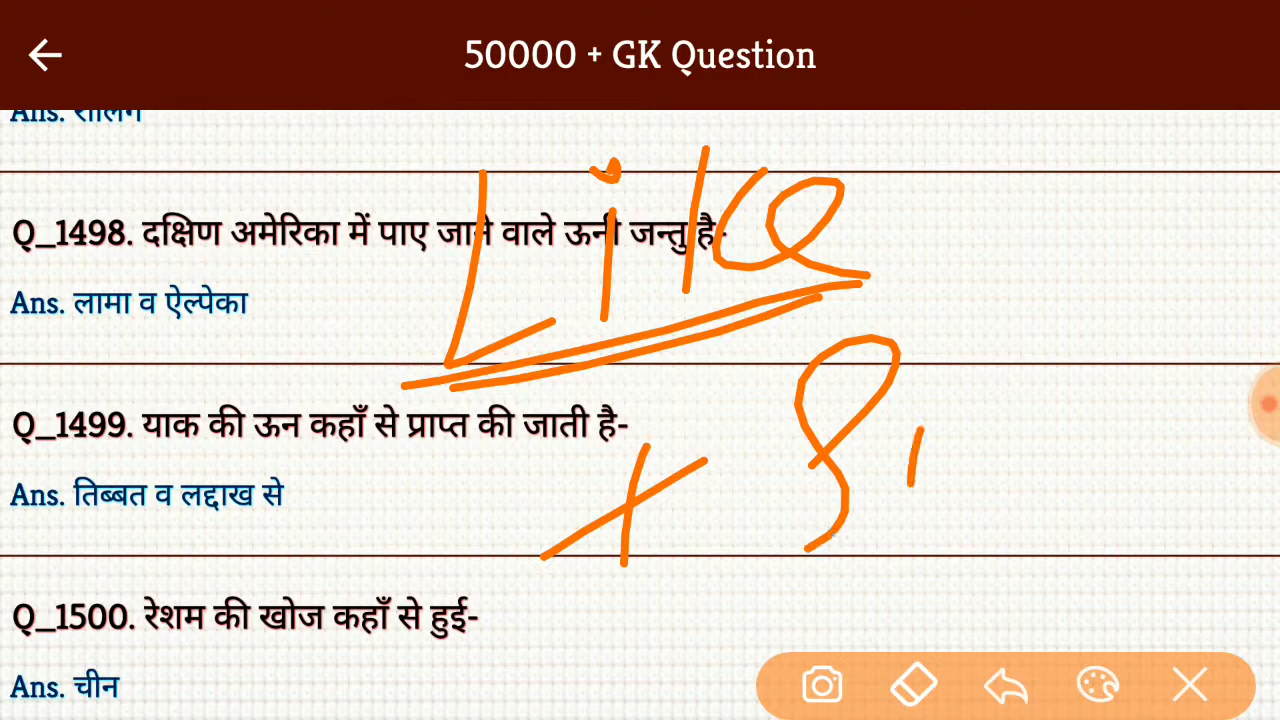 50000 + GK Question
Q_1498. दक्षिण अमेरिका में पाए जाने वाले ऊनी जन्तु है-
Ans. लामा व ऐल्पेका
Like
Q_1499. याक की ऊन कहाँ से प्राप्त की जाती है-
Ans. तिब्बत व लद्दाख से
+
Q_1500. रेशम की खोज कहाँ से हुई-
Ans. चीन